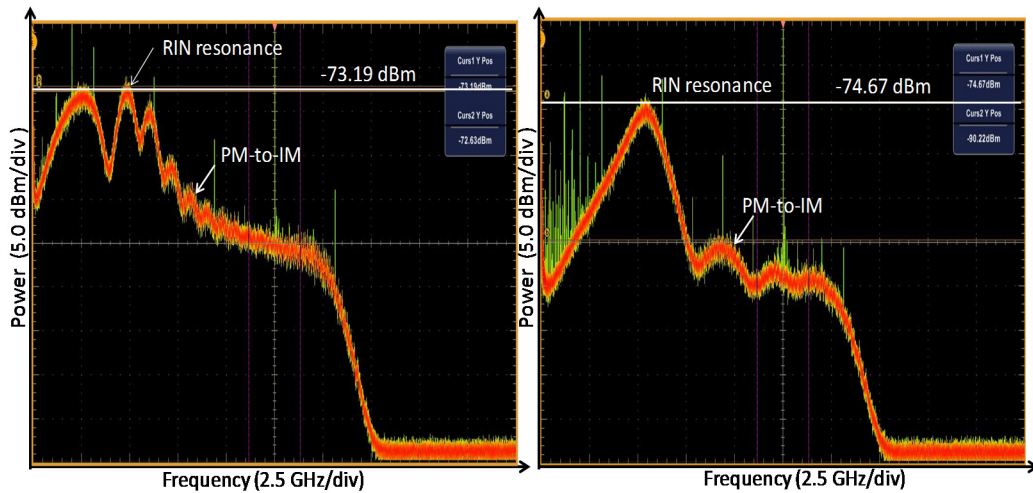 RIN resonance
-73.19 dBm
PM-to-IM
Curs1 Y Pos
-73.19dBm
Curs2 Y Pos
-72.63dBm
Power (5.0 dBm/div)
Frequency (2.5 GHz/div)
RIN resonance
-74.67 dBm
PM-to-IM
Curs1 Y Pos
-74.67dBm
Curs2 Y Pos
-90.22dBm
Power (5.0 dBm/div)
Frequency (2.5 GHz/div)